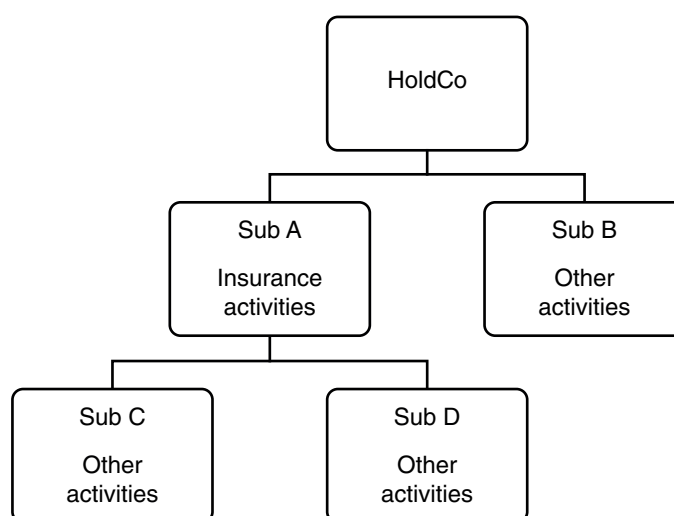 HoldCo
Sub A
Insurance
activities
Sub B
Other
activities
Sub C
Other
activities
Sub D
Other
activities